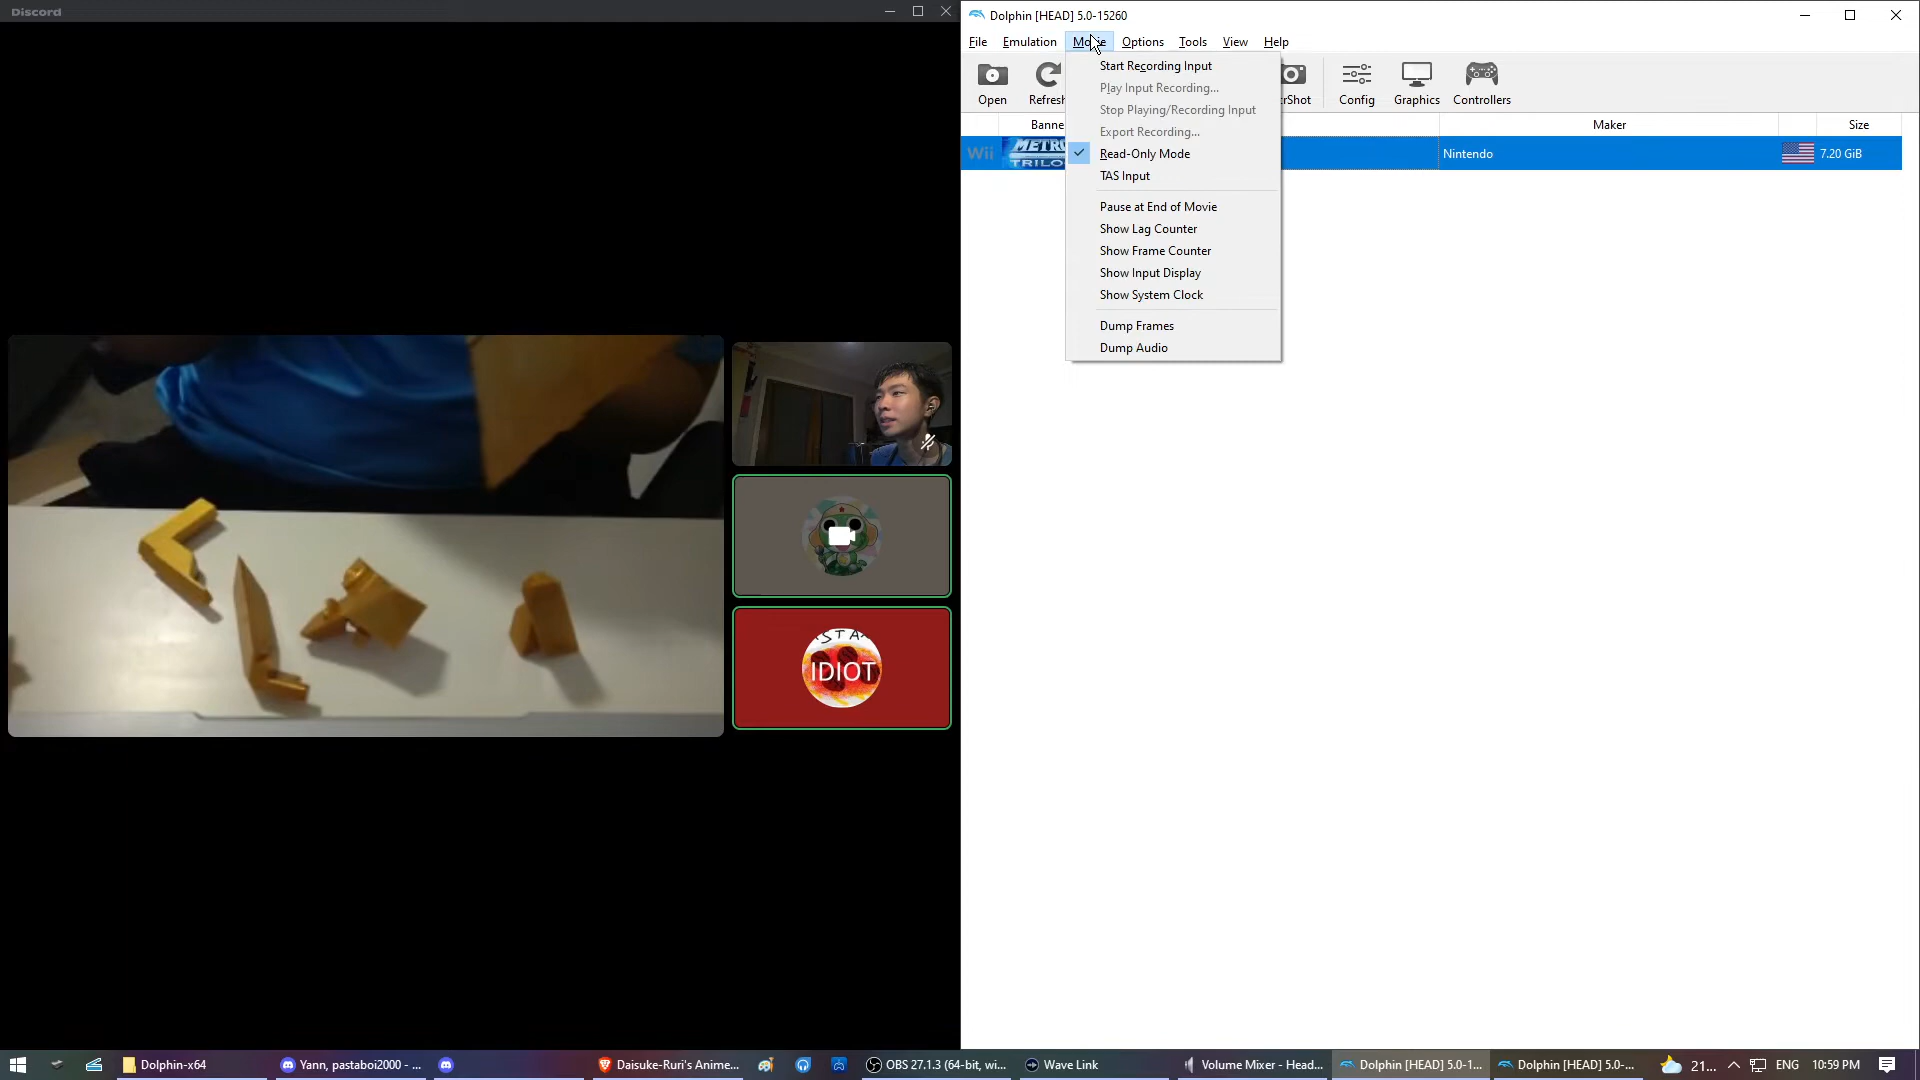 Discord
STA
IDIOT
Dolphin [HEAD] 5.0-15260
File Emulation Movie Options Tools View Help
Open Refresh rShot Config Graphics Controllers
Start Recording Input
Play Input Recording...
Stop Playing/Recording Input
Export Recording...
Read-Only Mode
TAS Input
Pause at End of Movie
Show Lag Counter
Show Frame Counter
Show Input Display
Show System Clock
Dump Frames
Dump Audio
Banne Maker Size
Wii METRO TRILO Nintendo 7.20 GiB
Dolphin-x64 Yann, pastaboi2000 - ... Daisuke-Ruri's Anime... OBS 27.1.3 (64-bit, wi... Wave Link Volume Mixer - Head... Dolphin [HEAD] 5.0-1... Dolphin [HEAD] 5.0-... 21... ENG 10:59 PM